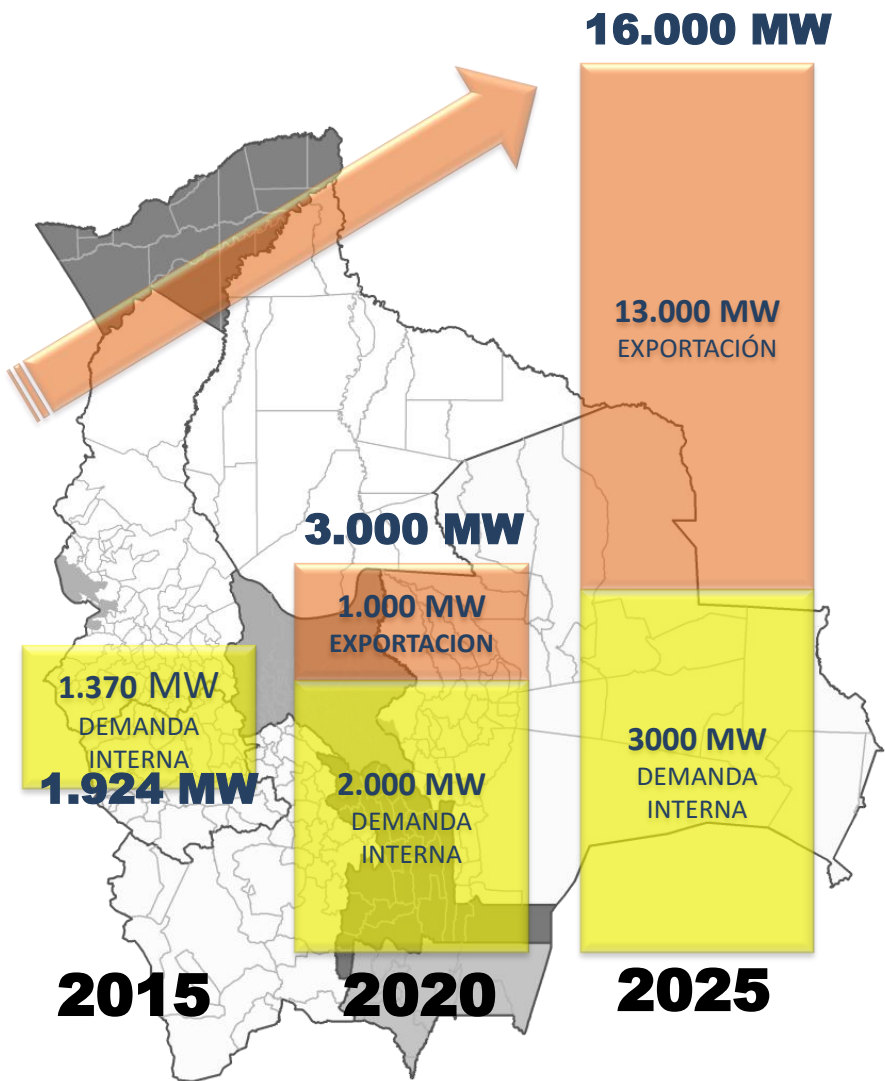 16.000 MW
13.000 MW
EXPORTACIÓN
3.000 MW
1.000 MW
EXPORTACION
1.370 MW
DEMANDA
INTERNA
1.924 MW
2.000 MW
DEMANDA
INTERNA
3000 MW
DEMANDA
INTERNA
2015
2020
2025